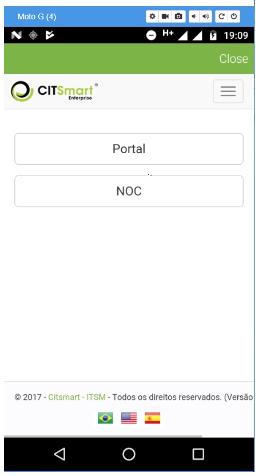 Moto G (4)
H+ 19:09
Close
CITSmart®
Enterprise
Portal
NOC
© 2017 - Citsmart - ITSM - Todos os direitos reservados. (Versão